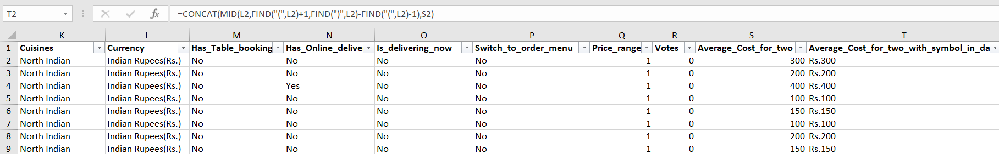 T2 fx =CONCAT(MID(L2,FIND("(",L2)+1,FIND(")",L2)-FIND("(",L2)-1),S2)
K L M N O P Q R S T
1 Cuisines Currency Has_Table_booking Has_Online_delive Is_delivering_now Switch_to_order_menu Price_range Votes Average_Cost_for_two Average_Cost_for_two_with_symbol_in_da
2 North Indian Indian Rupees(Rs.) No No No No 1 0 300 Rs.300
3 North Indian Indian Rupees(Rs.) No No No No 1 0 200 Rs.200
4 North Indian Indian Rupees(Rs.) No Yes No No 1 0 400 Rs.400
5 North Indian Indian Rupees(Rs.) No No No No 1 0 100 Rs.100
6 North Indian Indian Rupees(Rs.) No No No No 1 0 150 Rs.150
7 North Indian Indian Rupees(Rs.) No No No No 1 0 100 Rs.100
8 North Indian Indian Rupees(Rs.) No No No No 1 0 200 Rs.200
9 North Indian Indian Rupees(Rs.) No No No No 1 0 150 Rs.150